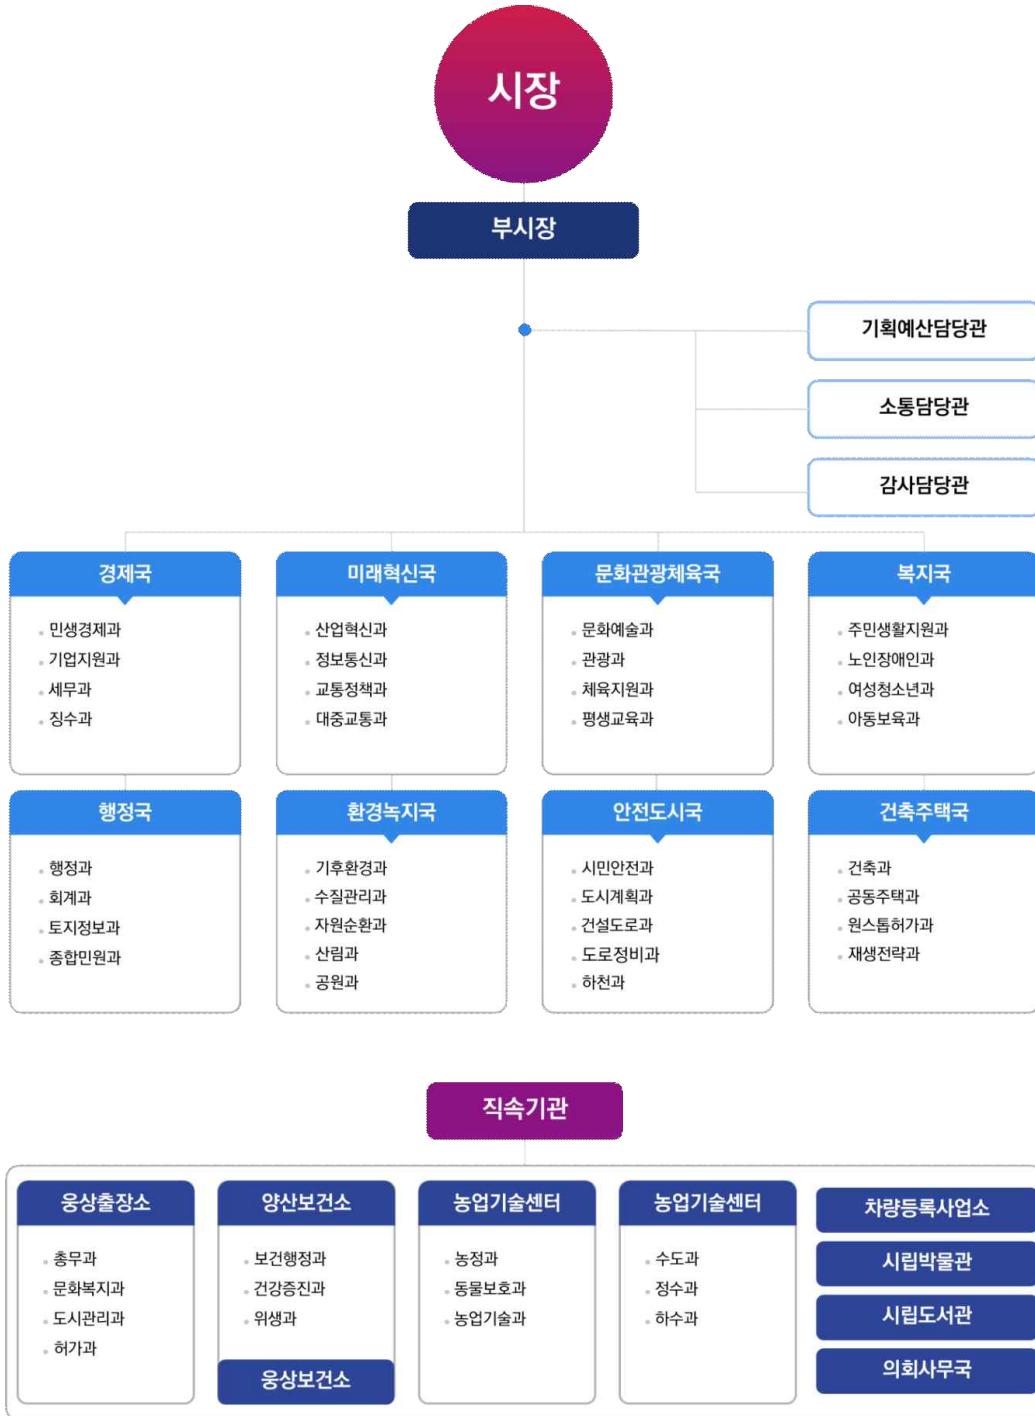 시장
부시장
기획예산담당관
소통담당관
감사담당관
경제국
민생경제과
기업지원과
세무과
징수과
미래혁신국
산업혁신과
정보통신과
교통정책과
대중교통과
문화관광체육국
문화예술과
관광과
체육지원과
평생교육과
복지국
주민생활지원과
노인장애인과
여성청소년과
아동보육과
행정국
행정과
회계과
토지정보과
종합민원과
환경녹지국
기후환경과
수질관리과
자원순환과
산림과
공원과
안전도시국
시민안전과
도시계획과
건설도로과
도로정비과
하천과
건축주택국
건축과
공동주택과
원스톱허가과
재생전략과
직속기관
웅상출장소
총무과
문화복지과
도시관리과
허가과
양산보건소
보건행정과
건강증진과
위생과
웅상보건소
농업기술센터
농정과
동물보호과
농업기술과
농업기술센터
수도과
정수과
하수과
차량등록사업소
시립박물관
시립도서관
의회사무국